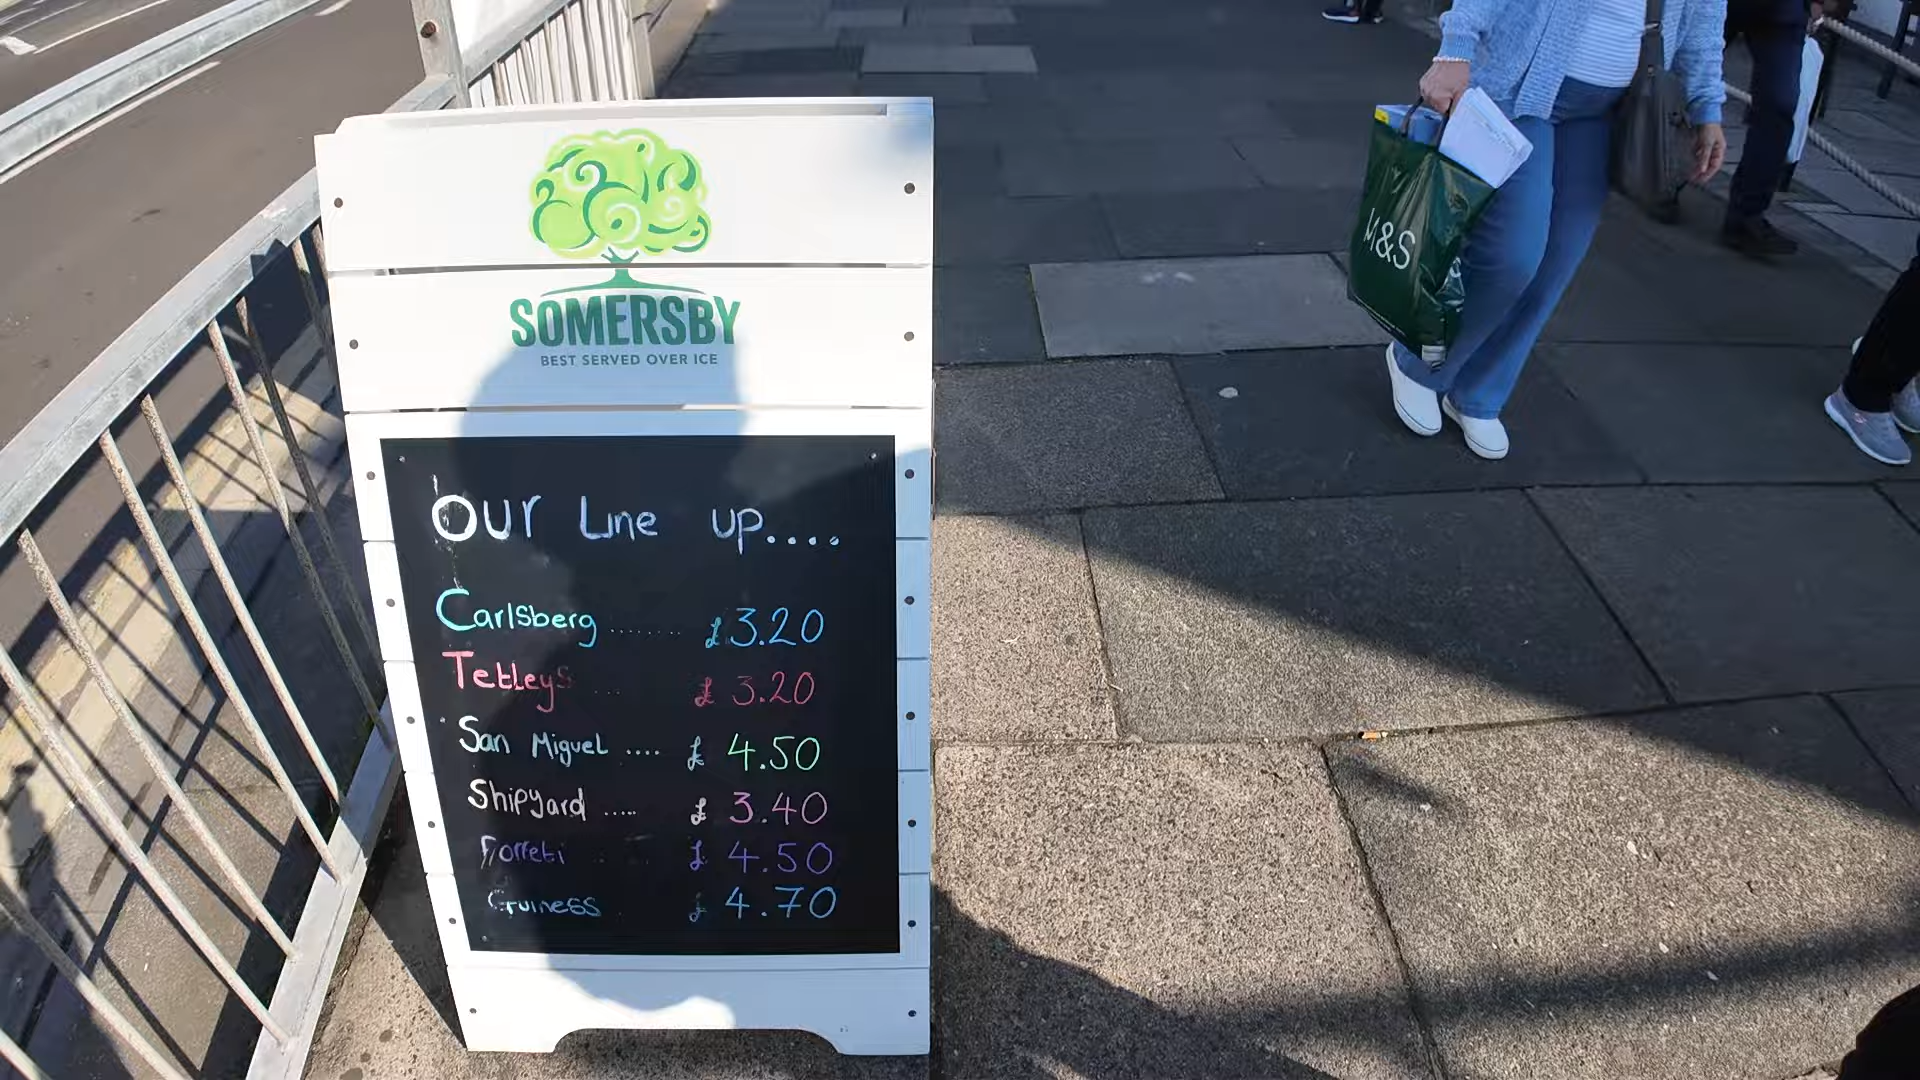 SOMERSBY
BEST SERVED OVER ICE
Our Line up....
Carlsberg ........ £3.20
Tetleys ... £3.20
San Miguel .... £4.50
Shipyard ..... £3.40
Poretti £4.50
Guiness £4.70
M&S